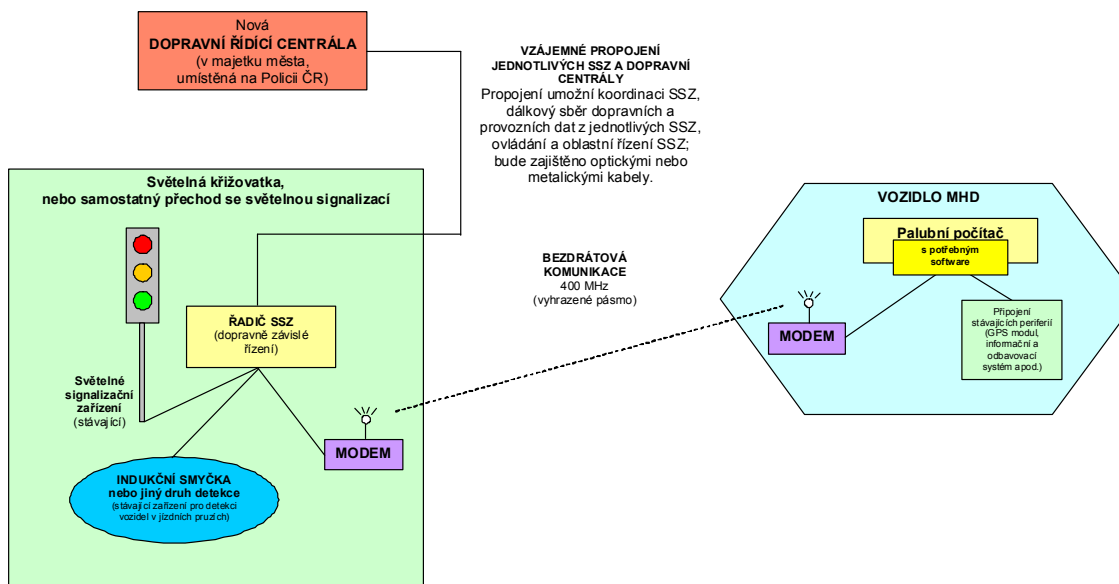 Nová
DOPRAVNÍ ŘÍDÍCÍ CENTRÁLA
(v majetku města,
umístěná na Policii ČR)
VZÁJEMNÉ PROPOJENÍ
JEDNOTLIVÝCH SSZ A DOPRAVNÍ
CENTRÁLY
Propojení umožní koordinaci SSZ,
dálkový sběr dopravních a
provozních dat z jednotlivých SSZ,
ovládání a oblastní řízení SSZ;
bude zajištěno optickými nebo
metalickými kabely.
Světelná křižovatka,
nebo samostatný přechod se světelnou signalizací
ŘADIČ SSZ
(dopravně závislé
řízení)
Světelné
signalizační
zařízení
(stávající)
MODEM
INDUKČNÍ SMYČKA
nebo jiný druh detekce
(stávající zařízení pro detekci
vozidel v jízdních pruzích)
BEZDRÁTOVÁ
KOMUNIKACE
400 MHz
(vyhrazené pásmo)
VOZIDLO MHD
Palubní počítač
s potřebným
software
MODEM
Připojení
stávajících periferií
(GPS modul,
informační a
odbavovací
systém apod.)